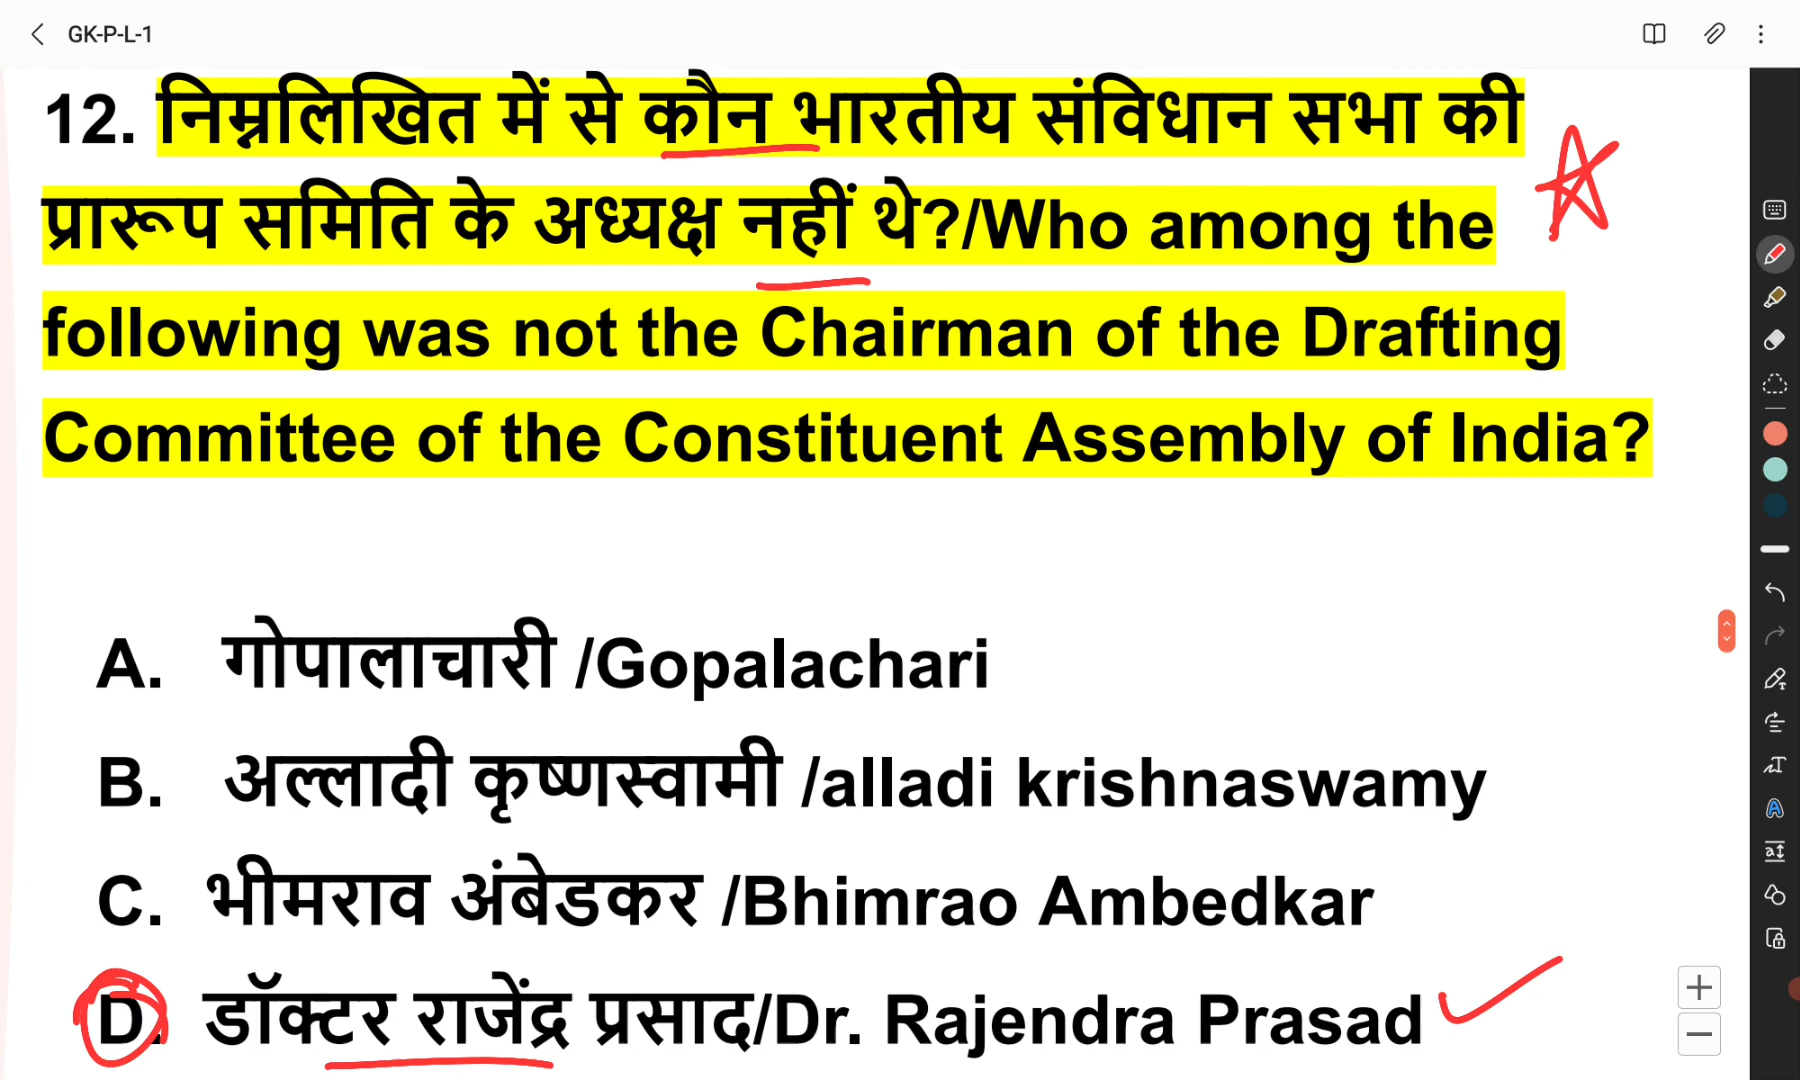 GK-P-L-1
12. निम्नलिखित में से कौन भारतीय संविधान सभा की
प्रारूप समिति के अध्यक्ष नहीं थे?/Who among the
following was not the Chairman of the Drafting
Committee of the Constituent Assembly of India?
A. गोपालाचारी /Gopalachari
B. अल्लादी कृष्णस्वामी /alladi krishnaswamy
C. भीमराव अंबेडकर /Bhimrao Ambedkar
D. डॉक्टर राजेंद्र प्रसाद/Dr. Rajendra Prasad